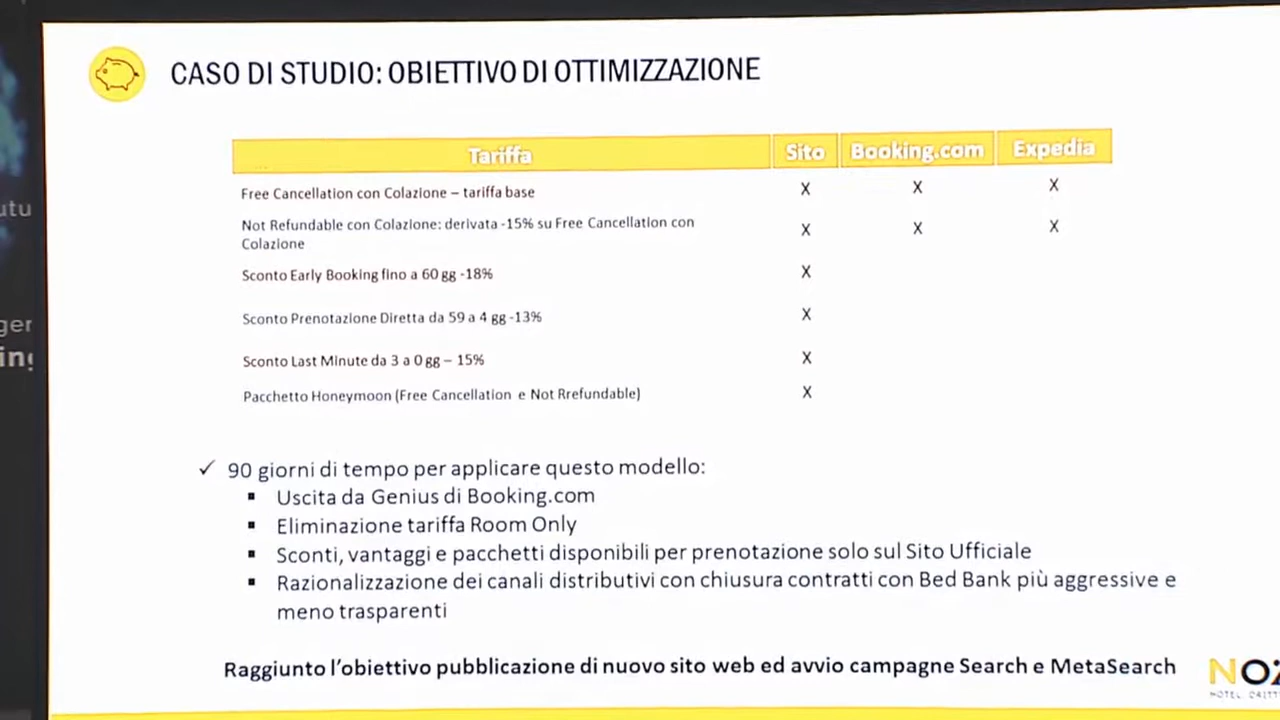 CASO DI STUDIO: OBIETTIVO DI OTTIMIZZAZIONE
Tariffa Sito Booking.com Expedia
Free Cancellation con Colazione – tariffa base X X X
Not Refundable con Colazione: derivata -15% su Free Cancellation con
Colazione X X X
Sconto Early Booking fino a 60 gg -18% X
Sconto Prenotazione Diretta da 59 a 4 gg -13% X
Sconto Last Minute da 3 a 0 gg – 15% X
Pacchetto Honeymoon (Free Cancellation e Not Rrefundable) X
✓ 90 giorni di tempo per applicare questo modello:
▪ Uscita da Genius di Booking.com
▪ Eliminazione tariffa Room Only
▪ Sconti, vantaggi e pacchetti disponibili per prenotazione solo sul Sito Ufficiale
▪ Razionalizzazione dei canali distributivi con chiusura contratti con Bed Bank più aggressive e
meno trasparenti
Raggiunto l'obiettivo pubblicazione di nuovo sito web ed avvio campagne Search e MetaSearch
HOTEL